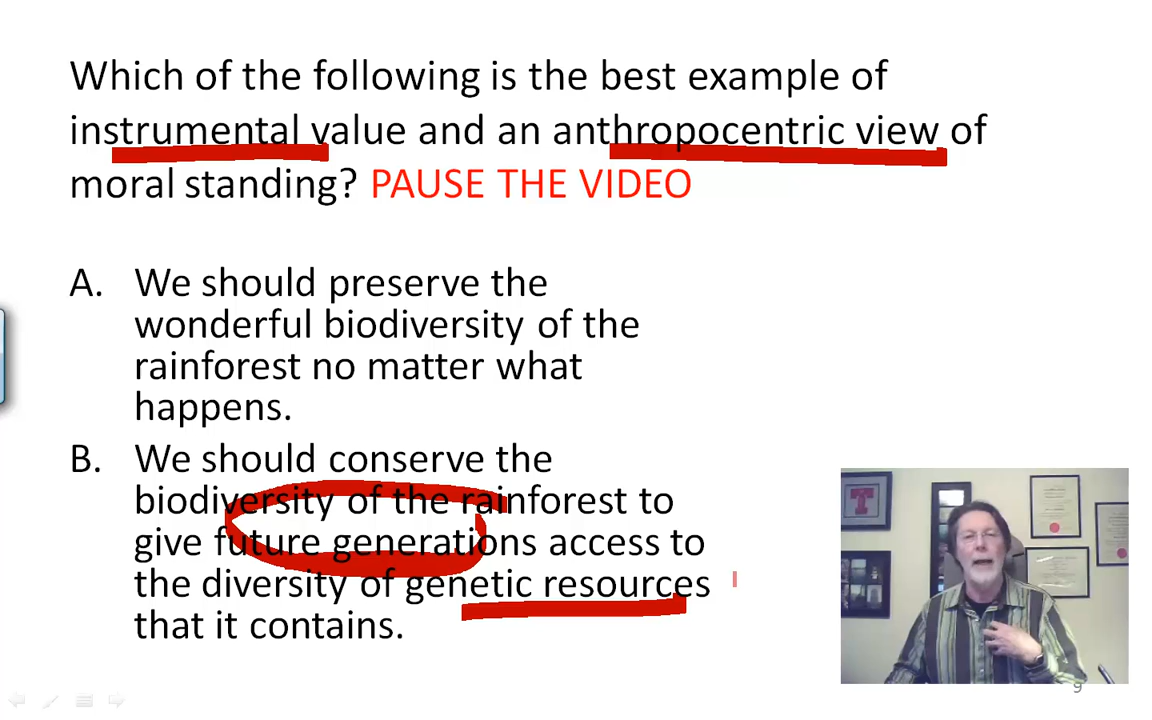 Which of the following is the best example of
instrumental value and an anthropocentric view of
moral standing? PAUSE THE VIDEO
A. We should preserve the
wonderful biodiversity of the
rainforest no matter what
happens.
B. We should conserve the
biodiversity of the rainforest to
give future generations access to
the diversity of genetic resources
that it contains.
9